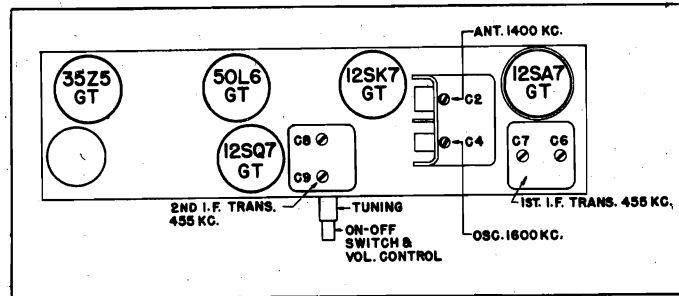 ANT. 1400 KC.
35Z5
GT
50L6
GT
12SK7
GT
12SA7
GT
C2
C4
12SQ7
GT
C8
C9
C7 C6
2ND I.F. TRANS.
455 KC.
TUNING
ON-OFF
SWITCH &
VOL. CONTROL
OSC. 1600 KC.
1ST. I.F. TRANS. 455 KC.